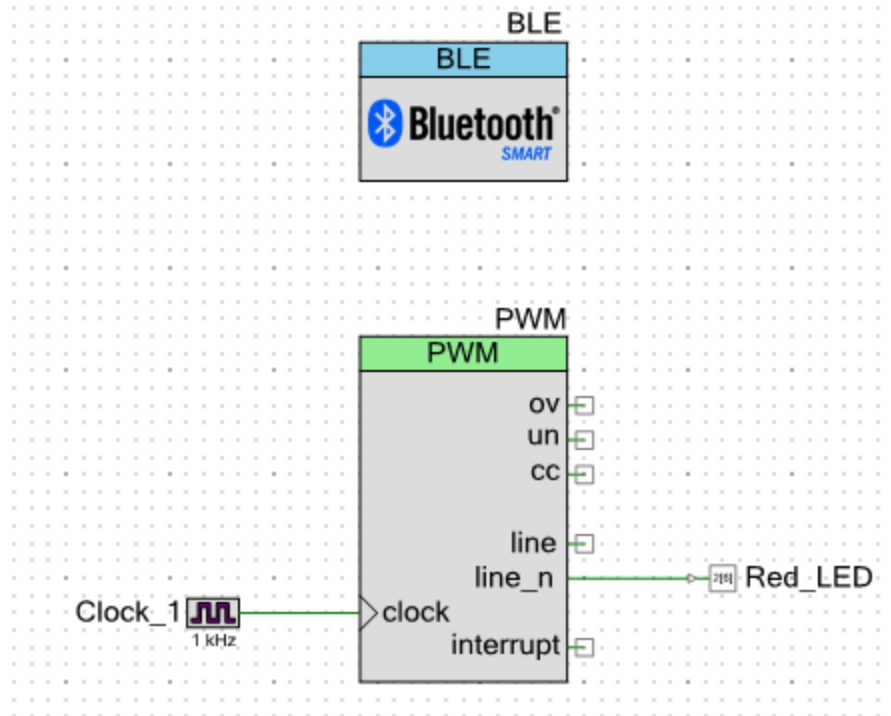 BLE
BLE
Bluetooth®
SMART
PWM
PWM
ov
un
cc
line
line_n
Red_LED
Clock_1
clock
1 kHz
interrupt